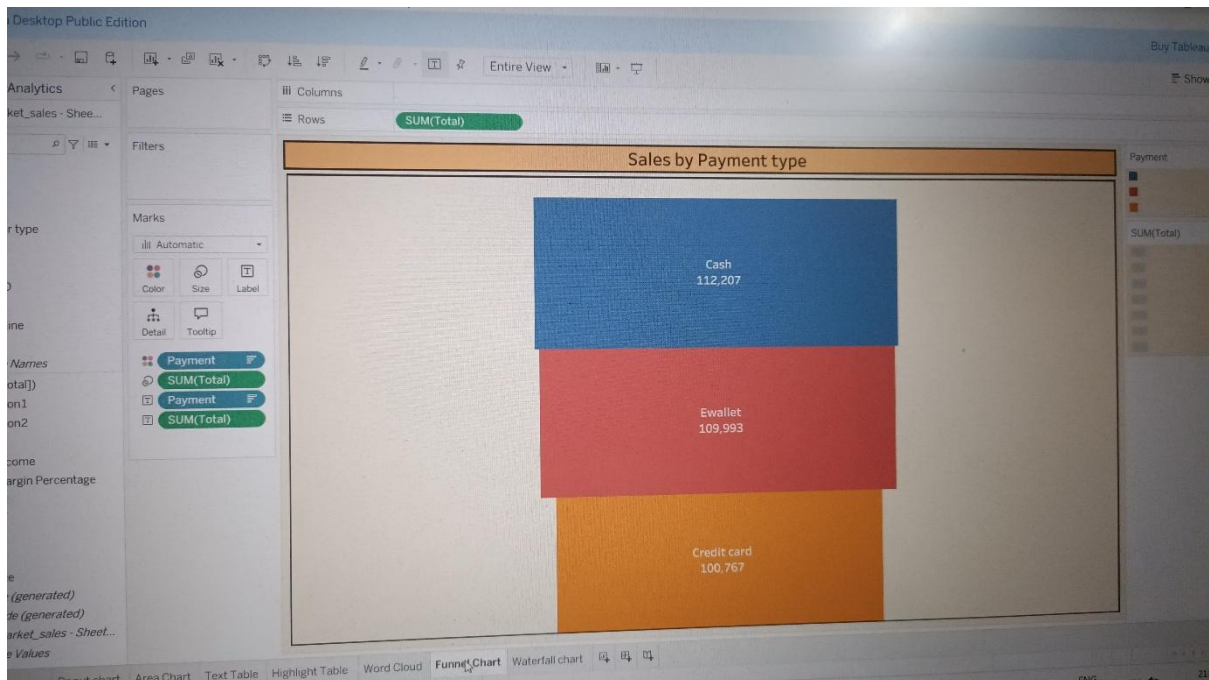 Desktop Public Edition
Buy Tableau
Entire View
Show
Analytics
Pages
Columns
ket_sales - Shee...
Rows
SUM(Total)
Filters
Sales by Payment type
Payment
r type
Marks
SUM(Total)
Automatic
Cash
112,207
Color
Size
Label
ine
Detail
Tooltip
Names
Payment
otal])
SUM(Total)
on1
Payment
on2
SUM(Total)
Ewallet
109,993
come
argin Percentage
Credit card
100,767
e
(generated)
de (generated)
arket_sales - Sheet...
e Values
Area Chart
Text Table
Highlight Table
Word Cloud
Funnel Chart
Waterfall chart
ENG
21